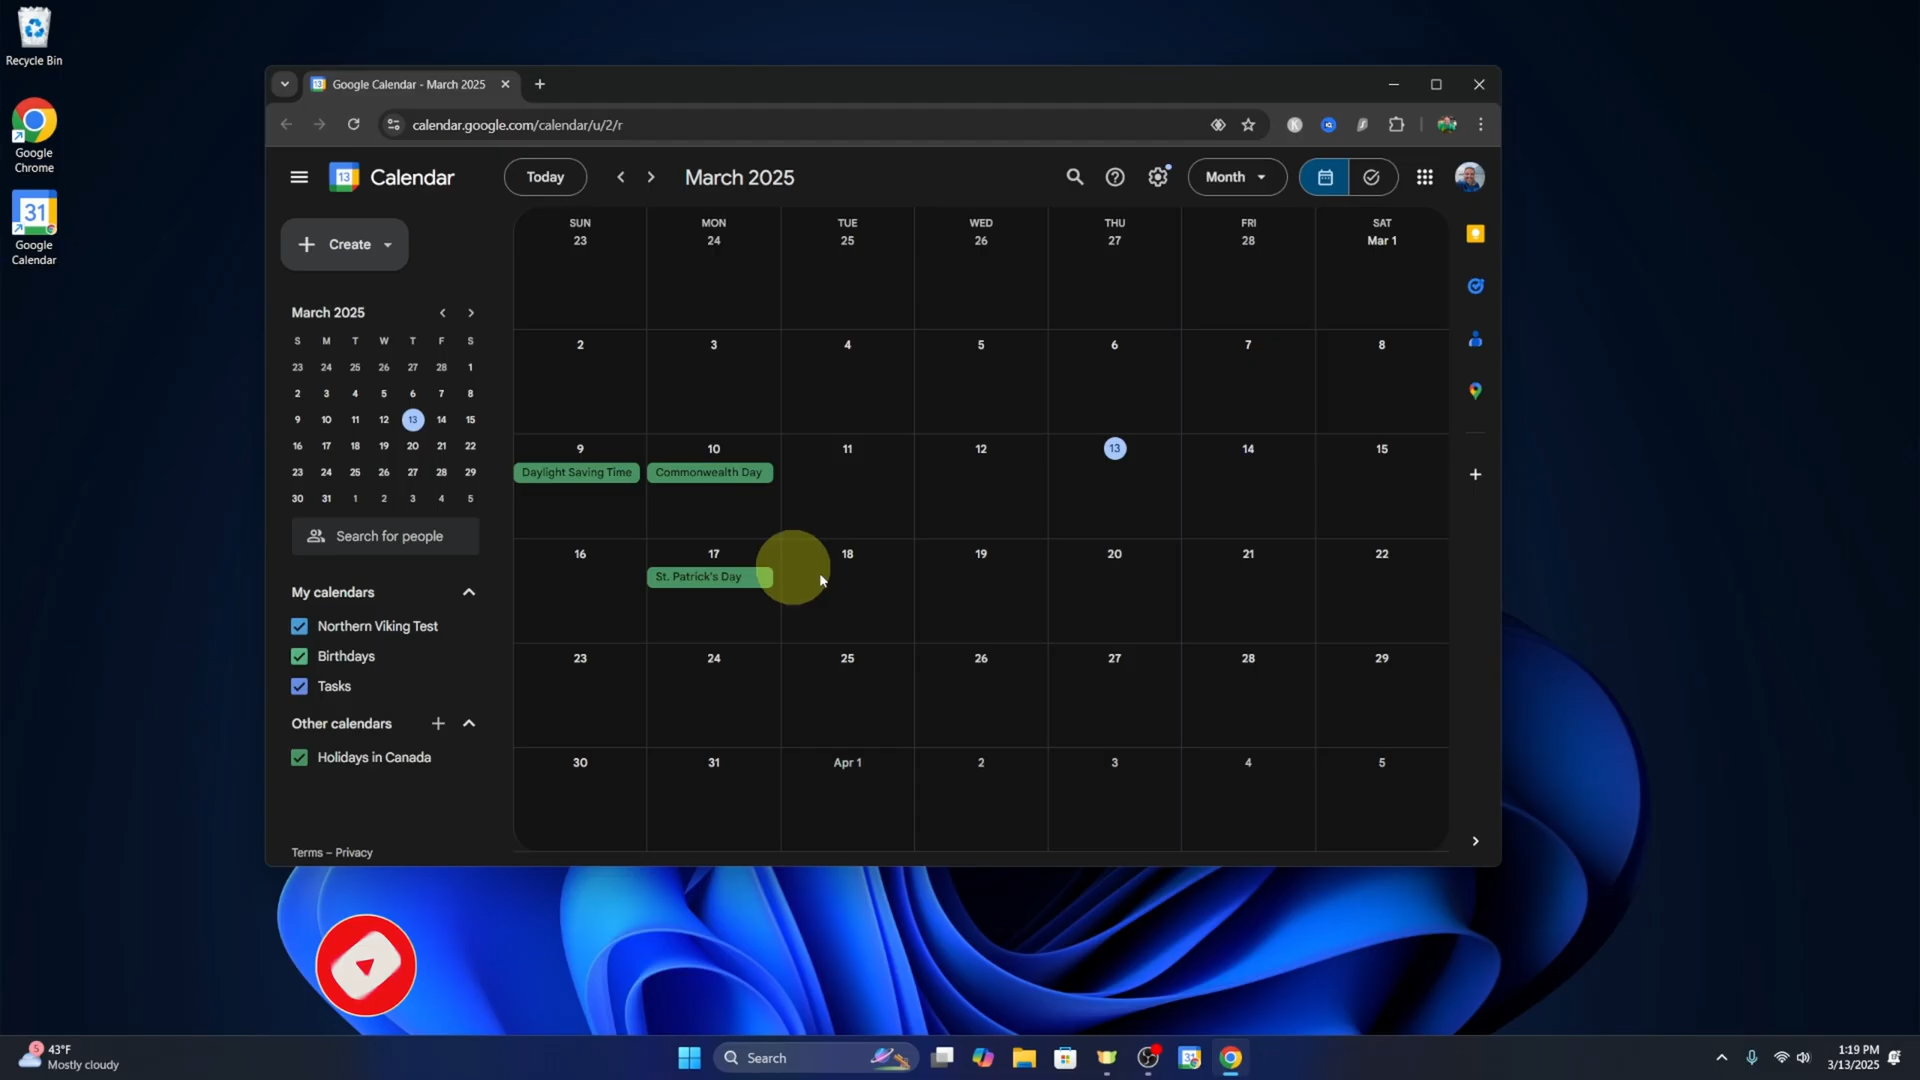 Recycle Bin
Google
Chrome
31
Google
Calendar
Google Calendar - March 2025
calendar.google.com/calendar/u/2/r
13
Calendar
Today
March 2025
Month
Create
March 2025
S M T W T F S
23 24 25 26 27 28 1
2 3 4 5 6 7 8
9 10 11 12 13 14 15
16 17 18 19 20 21 22
23 24 25 26 27 28 29
30 31 1 2 3 4 5
Search for people
My calendars
Northern Viking Test
Birthdays
Tasks
Other calendars
Holidays in Canada
Terms – Privacy
SUN MON TUE WED THU FRI SAT
23 24 25 26 27 28 Mar 1
2 3 4 5 6 7 8
9 10 11 12 13 14 15
Daylight Saving Time Commonwealth Day
16 17 18 19 20 21 22
St. Patrick's Day
23 24 25 26 27 28 29
30 31 Apr 1 2 3 4 5
5
43°F
Mostly cloudy
Search
31
1:19 PM
3/13/2025